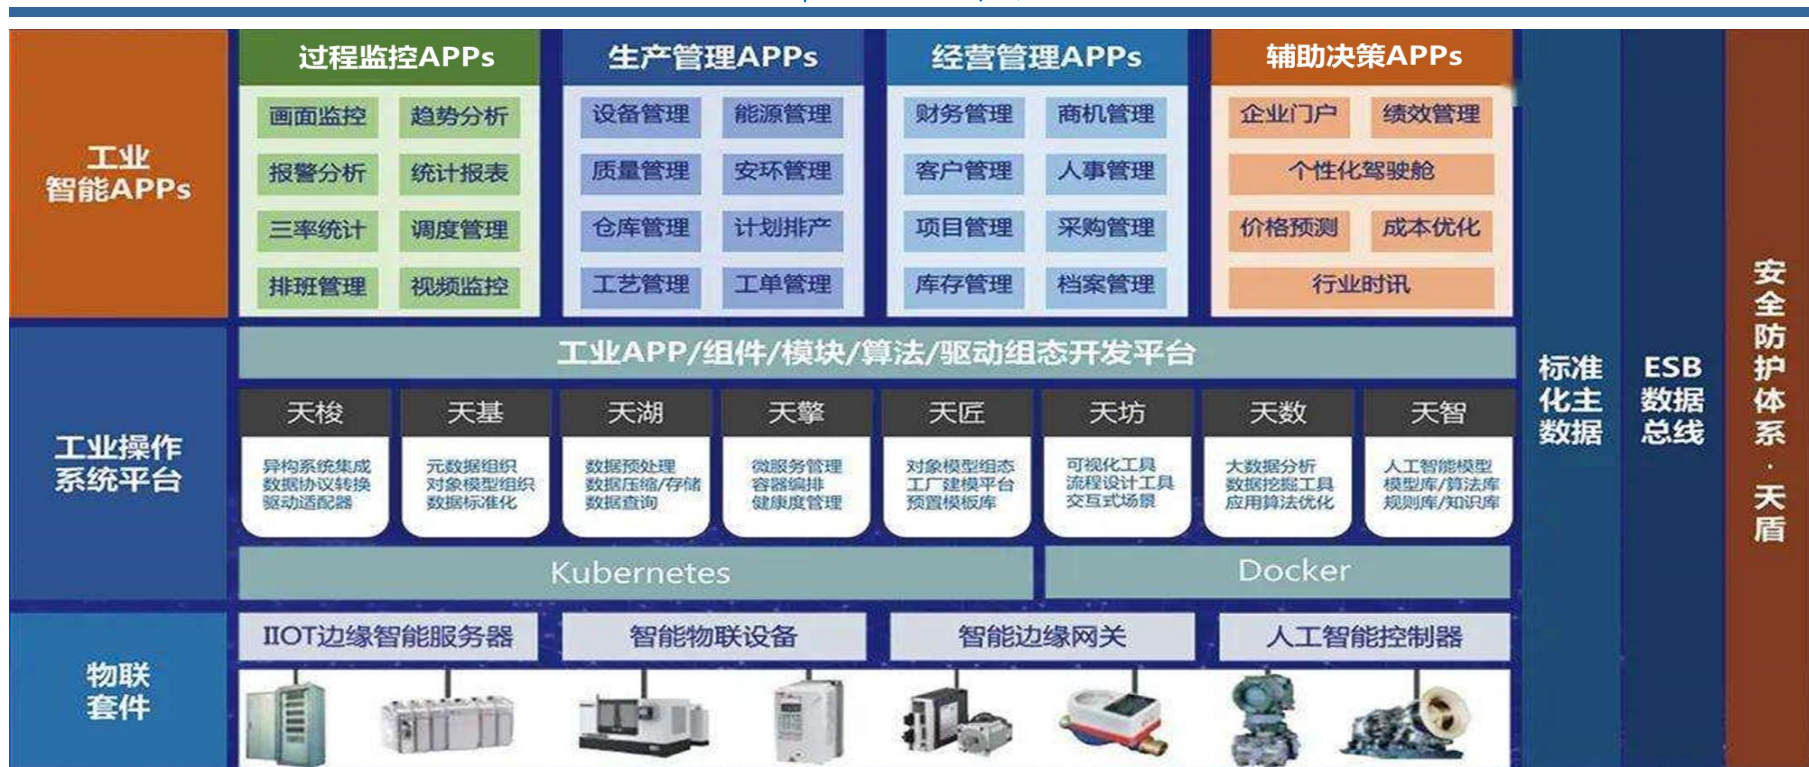 过程监控APPs
生产管理APPs
经营管理APPs
辅助决策APPs
工业
智能APPs
画面监控
趋势分析
报警分析
统计报表
三率统计
调度管理
排班管理
视频监控
设备管理
能源管理
质量管理
安环管理
仓库管理
计划排产
工艺管理
工单管理
财务管理
商机管理
客户管理
人事管理
项目管理
采购管理
库存管理
档案管理
企业门户
绩效管理
个性化驾驶舱
价格预测
成本优化
行业时讯
工业操作
系统平台
工业APP/组件/模块/算法/驱动组态开发平台
天梭
异构系统集成
数据协议转换
驱动适配器
天基
元数据组织
对象模型组织
数据标准化
天湖
数据预处理
数据压缩/存储
数据查询
天擎
微服务管理
容器编排
健康度管理
天匠
对象模型组态
工厂建模平台
预置模板库
天坊
可视化工具
流程设计工具
交互式场景
天数
大数据分析
数据挖掘工具
应用算法优化
天智
人工智能模型
模型库/算法库
规则库/知识库
Kubernetes
Docker
物联
套件
IIOT边缘智能服务器
智能物联设备
智能边缘网关
人工智能控制器
标准
化主
数据
ESB
数据
总线
安全防护体系·天盾